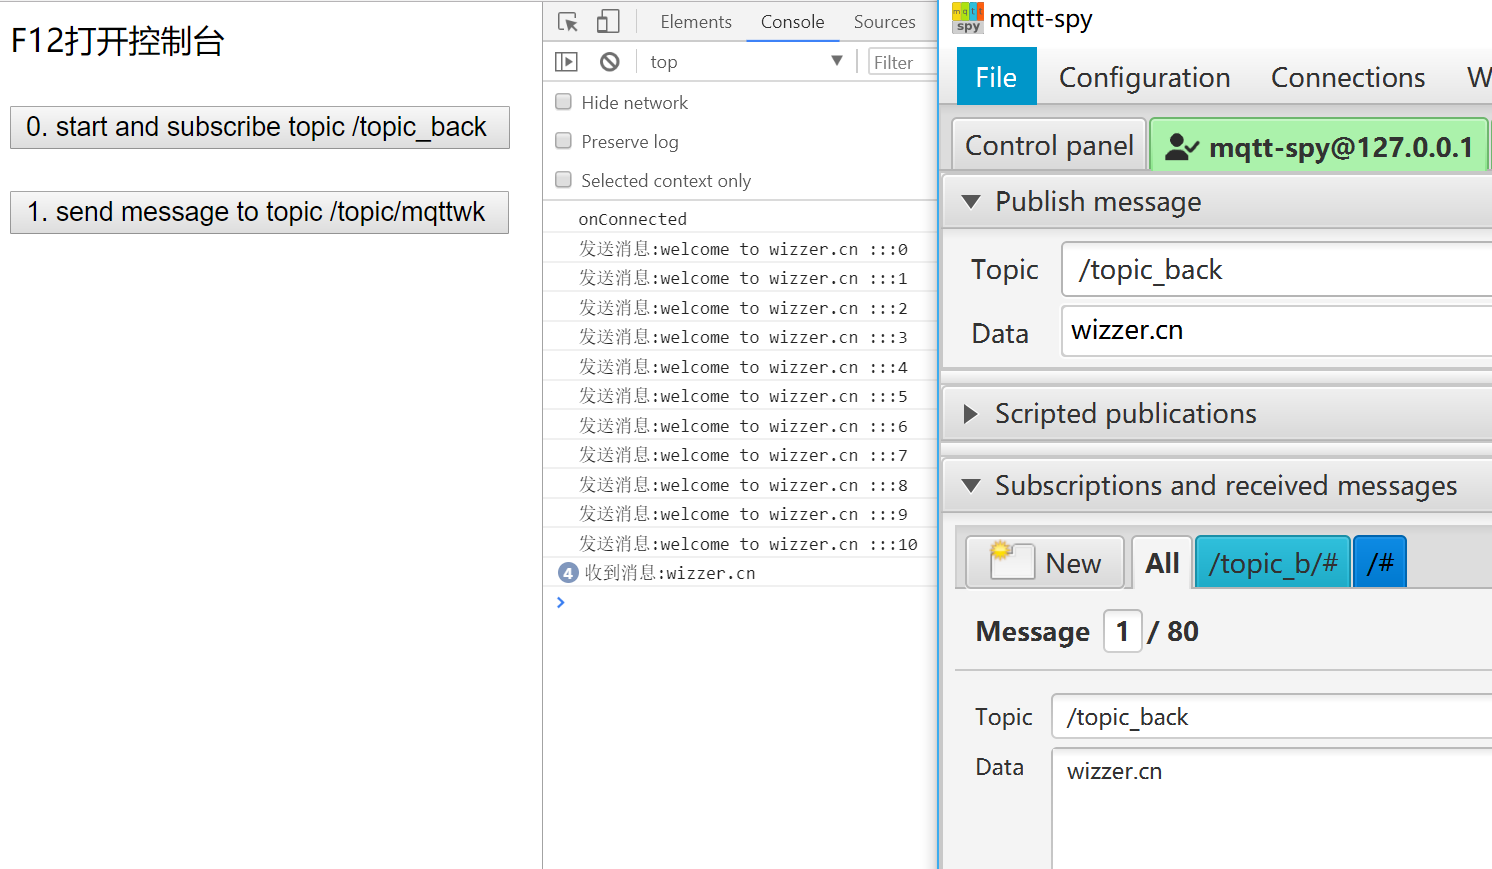 F12打开控制台
0. start and subscribe topic /topic_back
1. send message to topic /topic/mqttwk
Elements Console Sources
top Filter
Hide network
Preserve log
Selected context only
onConnected
发送消息:welcome to wizzer.cn :::0
发送消息:welcome to wizzer.cn :::1
发送消息:welcome to wizzer.cn :::2
发送消息:welcome to wizzer.cn :::3
发送消息:welcome to wizzer.cn :::4
发送消息:welcome to wizzer.cn :::5
发送消息:welcome to wizzer.cn :::6
发送消息:welcome to wizzer.cn :::7
发送消息:welcome to wizzer.cn :::8
发送消息:welcome to wizzer.cn :::9
发送消息:welcome to wizzer.cn :::10
4 收到消息:wizzer.cn
mqtt spy
mqtt-spy
File Configuration Connections W
Control panel mqtt-spy@127.0.0.1
Publish message
Topic /topic_back
Data wizzer.cn
Scripted publications
Subscriptions and received messages
New All /topic_b/# /#
Message 1 / 80
Topic /topic_back
Data wizzer.cn